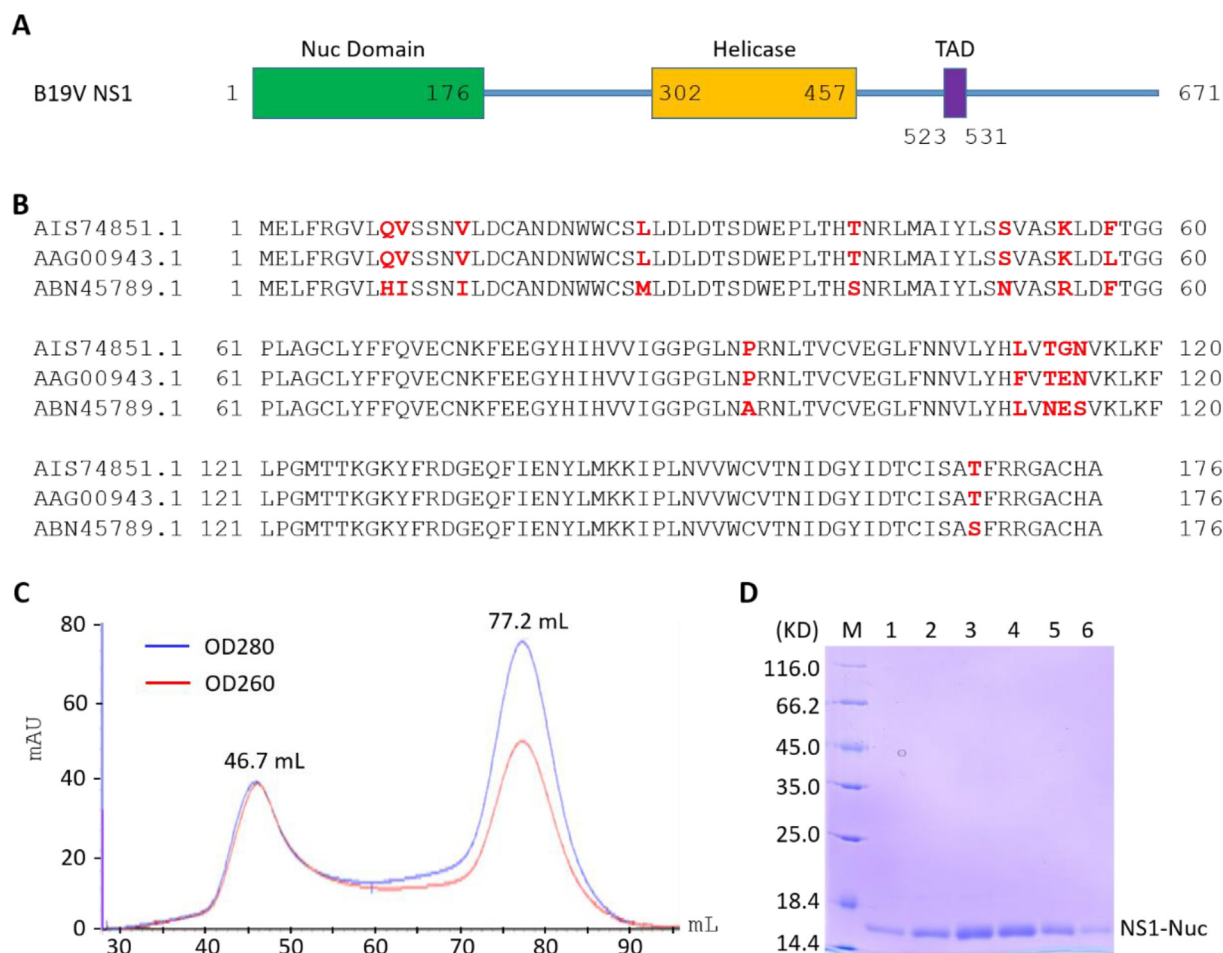 A
Nuc Domain Helicase TAD
B19V NS1 1 176 302 457 671
523 531
B
AIS74851.1 1 MELFRGVLQVSSNVLDCANDNWWCSLLDLDTSDWEPLTHTNRLMAIYLSSVASKLDFTGG 60
AAG00943.1 1 MELFRGVLQVSSNVLDCANDNWWCSLLDLDTSDWEPLTHTNRLMAIYLSSVASKLDLTGG 60
ABN45789.1 1 MELFRGVLHISSNILDCANDNWWCSMLDLDTSDWEPLTHSNRLMAIYLSNVASRLDFTGG 60
AIS74851.1 61 PLAGCLYFFQVECNKFEEGYHIHVVIGGPGLNPRNLTVCVEGLFNNVLYHLVTGNVKLKF 120
AAG00943.1 61 PLAGCLYFFQVECNKFEEGYHIHVVIGGPGLNPRNLTVCVEGLFNNVLYHFVTENVKLKF 120
ABN45789.1 61 PLAGCLYFFQVECNKFEEGYHIHVVIGGPGLNARNLTVCVEGLFNNVLYHLVNESVKLKF 120
AIS74851.1 121 LPGMTTKGKYFRDGEQFIENYLMKKIPLNVVWCVTNIDGYIDTCISATFRRGACHA 176
AAG00943.1 121 LPGMTTKGKYFRDGEQFIENYLMKKIPLNVVWCVTNIDGYIDTCISATFRRGACHA 176
ABN45789.1 121 LPGMTTKGKYFRDGEQFIENYLMKKIPLNVVWCVTNIDGYIDTCISASFRRGACHA 176
C
80
60
40
20
0
mAU
OD280
OD260
46.7 mL
77.2 mL
30 40 50 60 70 80 90 mL
D
(KD) M 1 2 3 4 5 6
116.0
66.2
45.0
35.0
25.0
18.4
14.4
NS1-Nuc